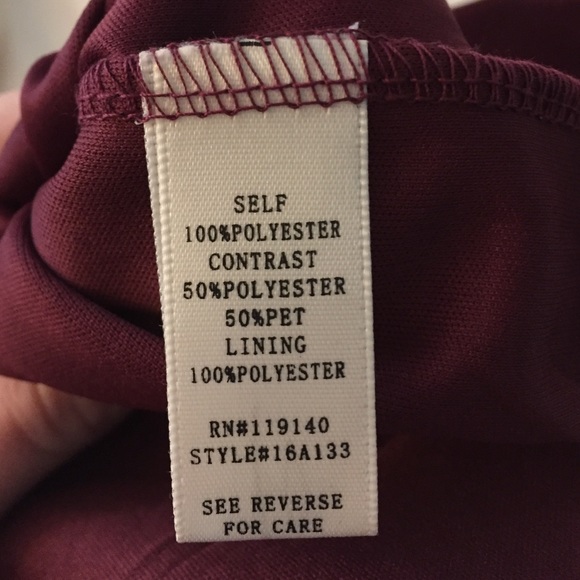 SELF
100%POLYESTER
CONTRAST
50%POLYESTER
50%PET
LINING
100%POLYESTER
RN#119140
STYLE#16A133
SEE REVERSE
FOR CARE